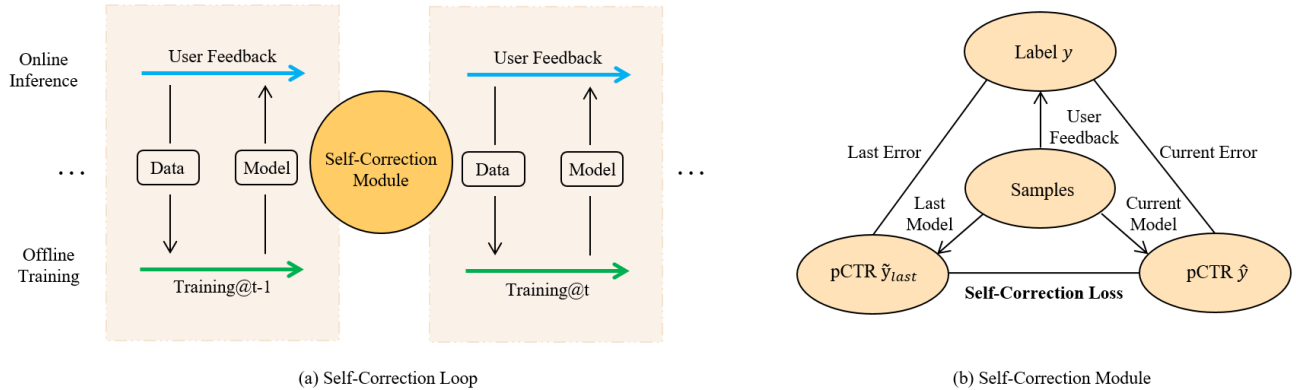 Online
Inference
User Feedback
Data
Model
Offline
Training
Training@t-1
...
Self-Correction
Module
User Feedback
Data
Model
Training@t
...
(a) Self-Correction Loop
Label y
User
Feedback
Last Error
Current Error
Samples
Last
Model
Current
Model
pCTR ỹ_last
pCTR ŷ
Self-Correction Loss
(b) Self-Correction Module